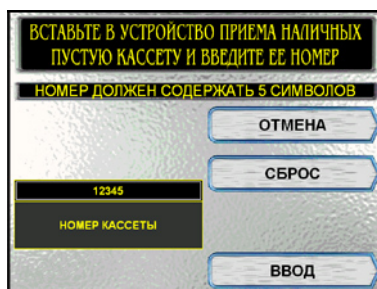 ВСТАВЬТЕ В УСТРОЙСТВО ПРИЕМА НАЛИЧНЫХ
ПУСТУЮ КАССЕТУ И ВВЕДИТЕ ЕЕ НОМЕР
НОМЕР ДОЛЖЕН СОДЕРЖАТЬ 5 СИМВОЛОВ
ОТМЕНА
СБРОС
12345
НОМЕР КАССЕТЫ
ВВОД